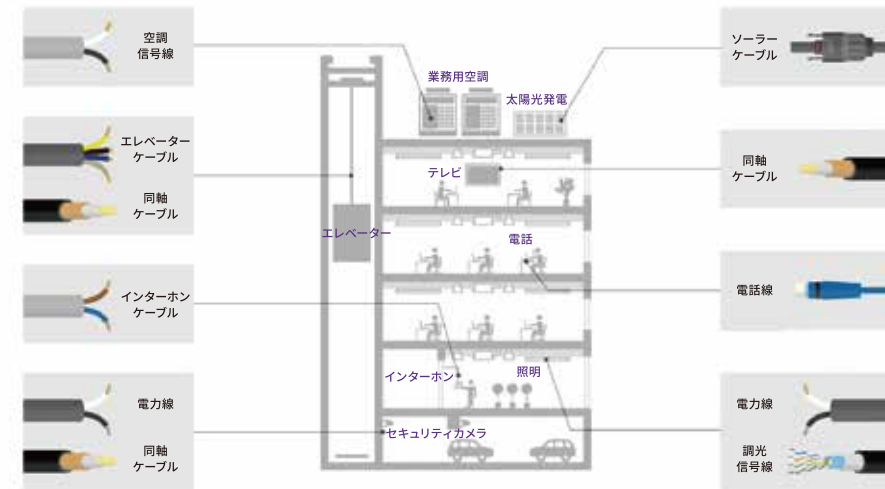 空調
信号線
エレベーター
ケーブル
同軸
ケーブル
インターホン
ケーブル
電力線
同軸
ケーブル
業務用空調
太陽光発電
テレビ
エレベーター
電話
インターホン
照明
セキュリティカメラ
ソーラー
ケーブル
同軸
ケーブル
電話線
電力線
調光
信号線